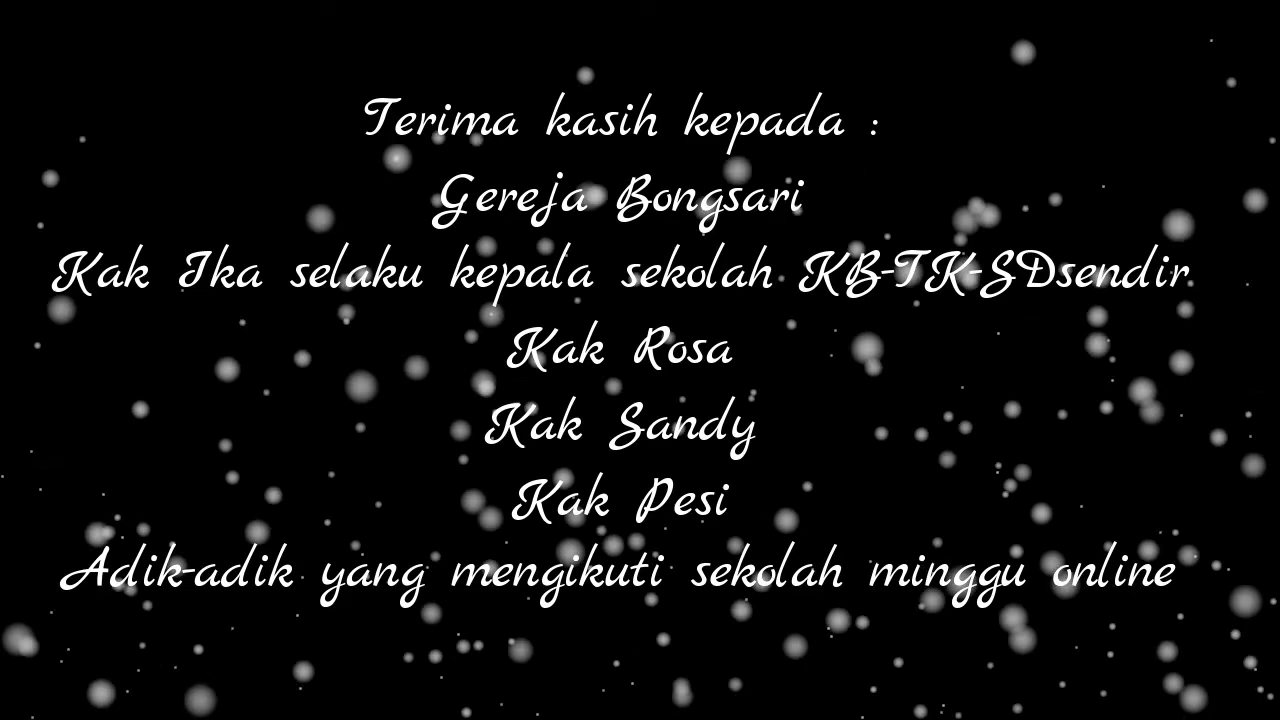 Terima kasih kepada :
Gereja Bongsari
Kak Ika selaku kepala sekolah KB-TK-SDsendir
Kak Rosa
Kak Sandy
Kak Pesi
Adik-adik yang mengikuti sekolah minggu online